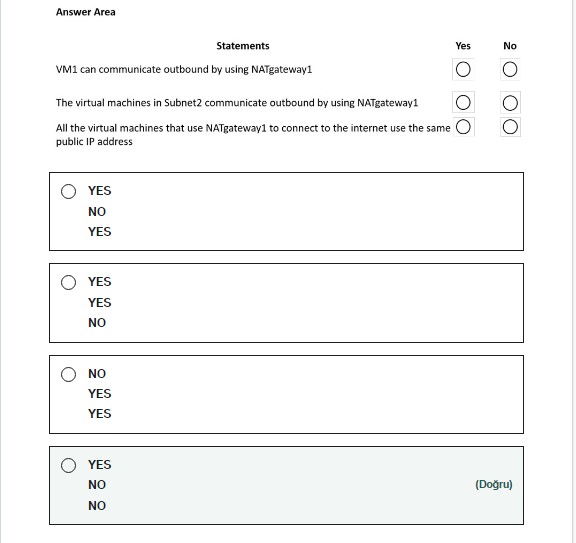 Answer Area
Statements Yes No
VM1 can communicate outbound by using NATgateway1
The virtual machines in Subnet2 communicate outbound by using NATgateway1
All the virtual machines that use NATgateway1 to connect to the internet use the same
public IP address
YES
NO
YES
YES
YES
NO
NO
YES
YES
YES
NO (Doğru)
NO